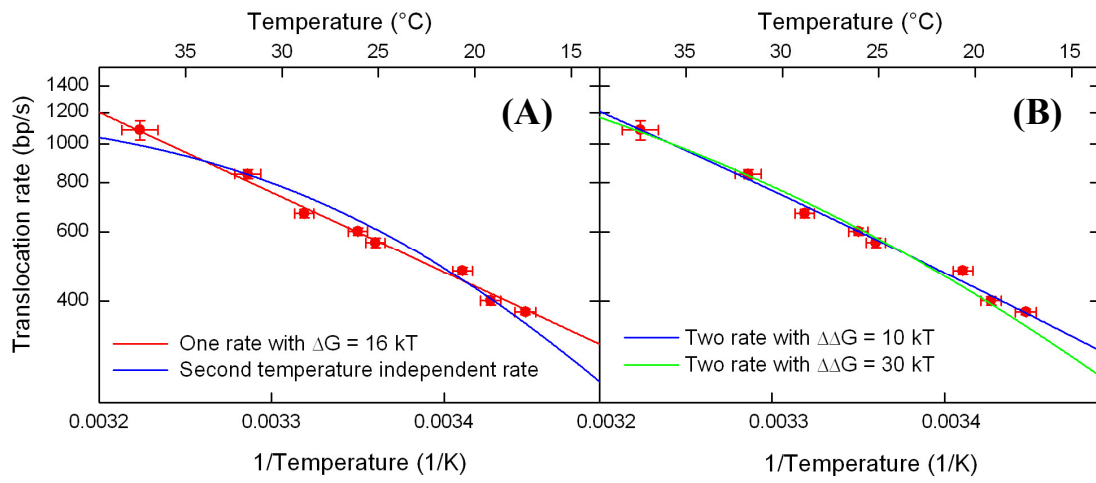 Temperature (°C)
Temperature (°C)
35 30 25 20 15
35 30 25 20 15
Translocation rate (bp/s)
1400
1200
1000
800
600
400
(A)
(B)
One rate with ΔG = 16 kT
Second temperature independent rate
Two rate with ΔΔG = 10 kT
Two rate with ΔΔG = 30 kT
0.0032 0.0033 0.0034
0.0032 0.0033 0.0034
1/Temperature (1/K)
1/Temperature (1/K)